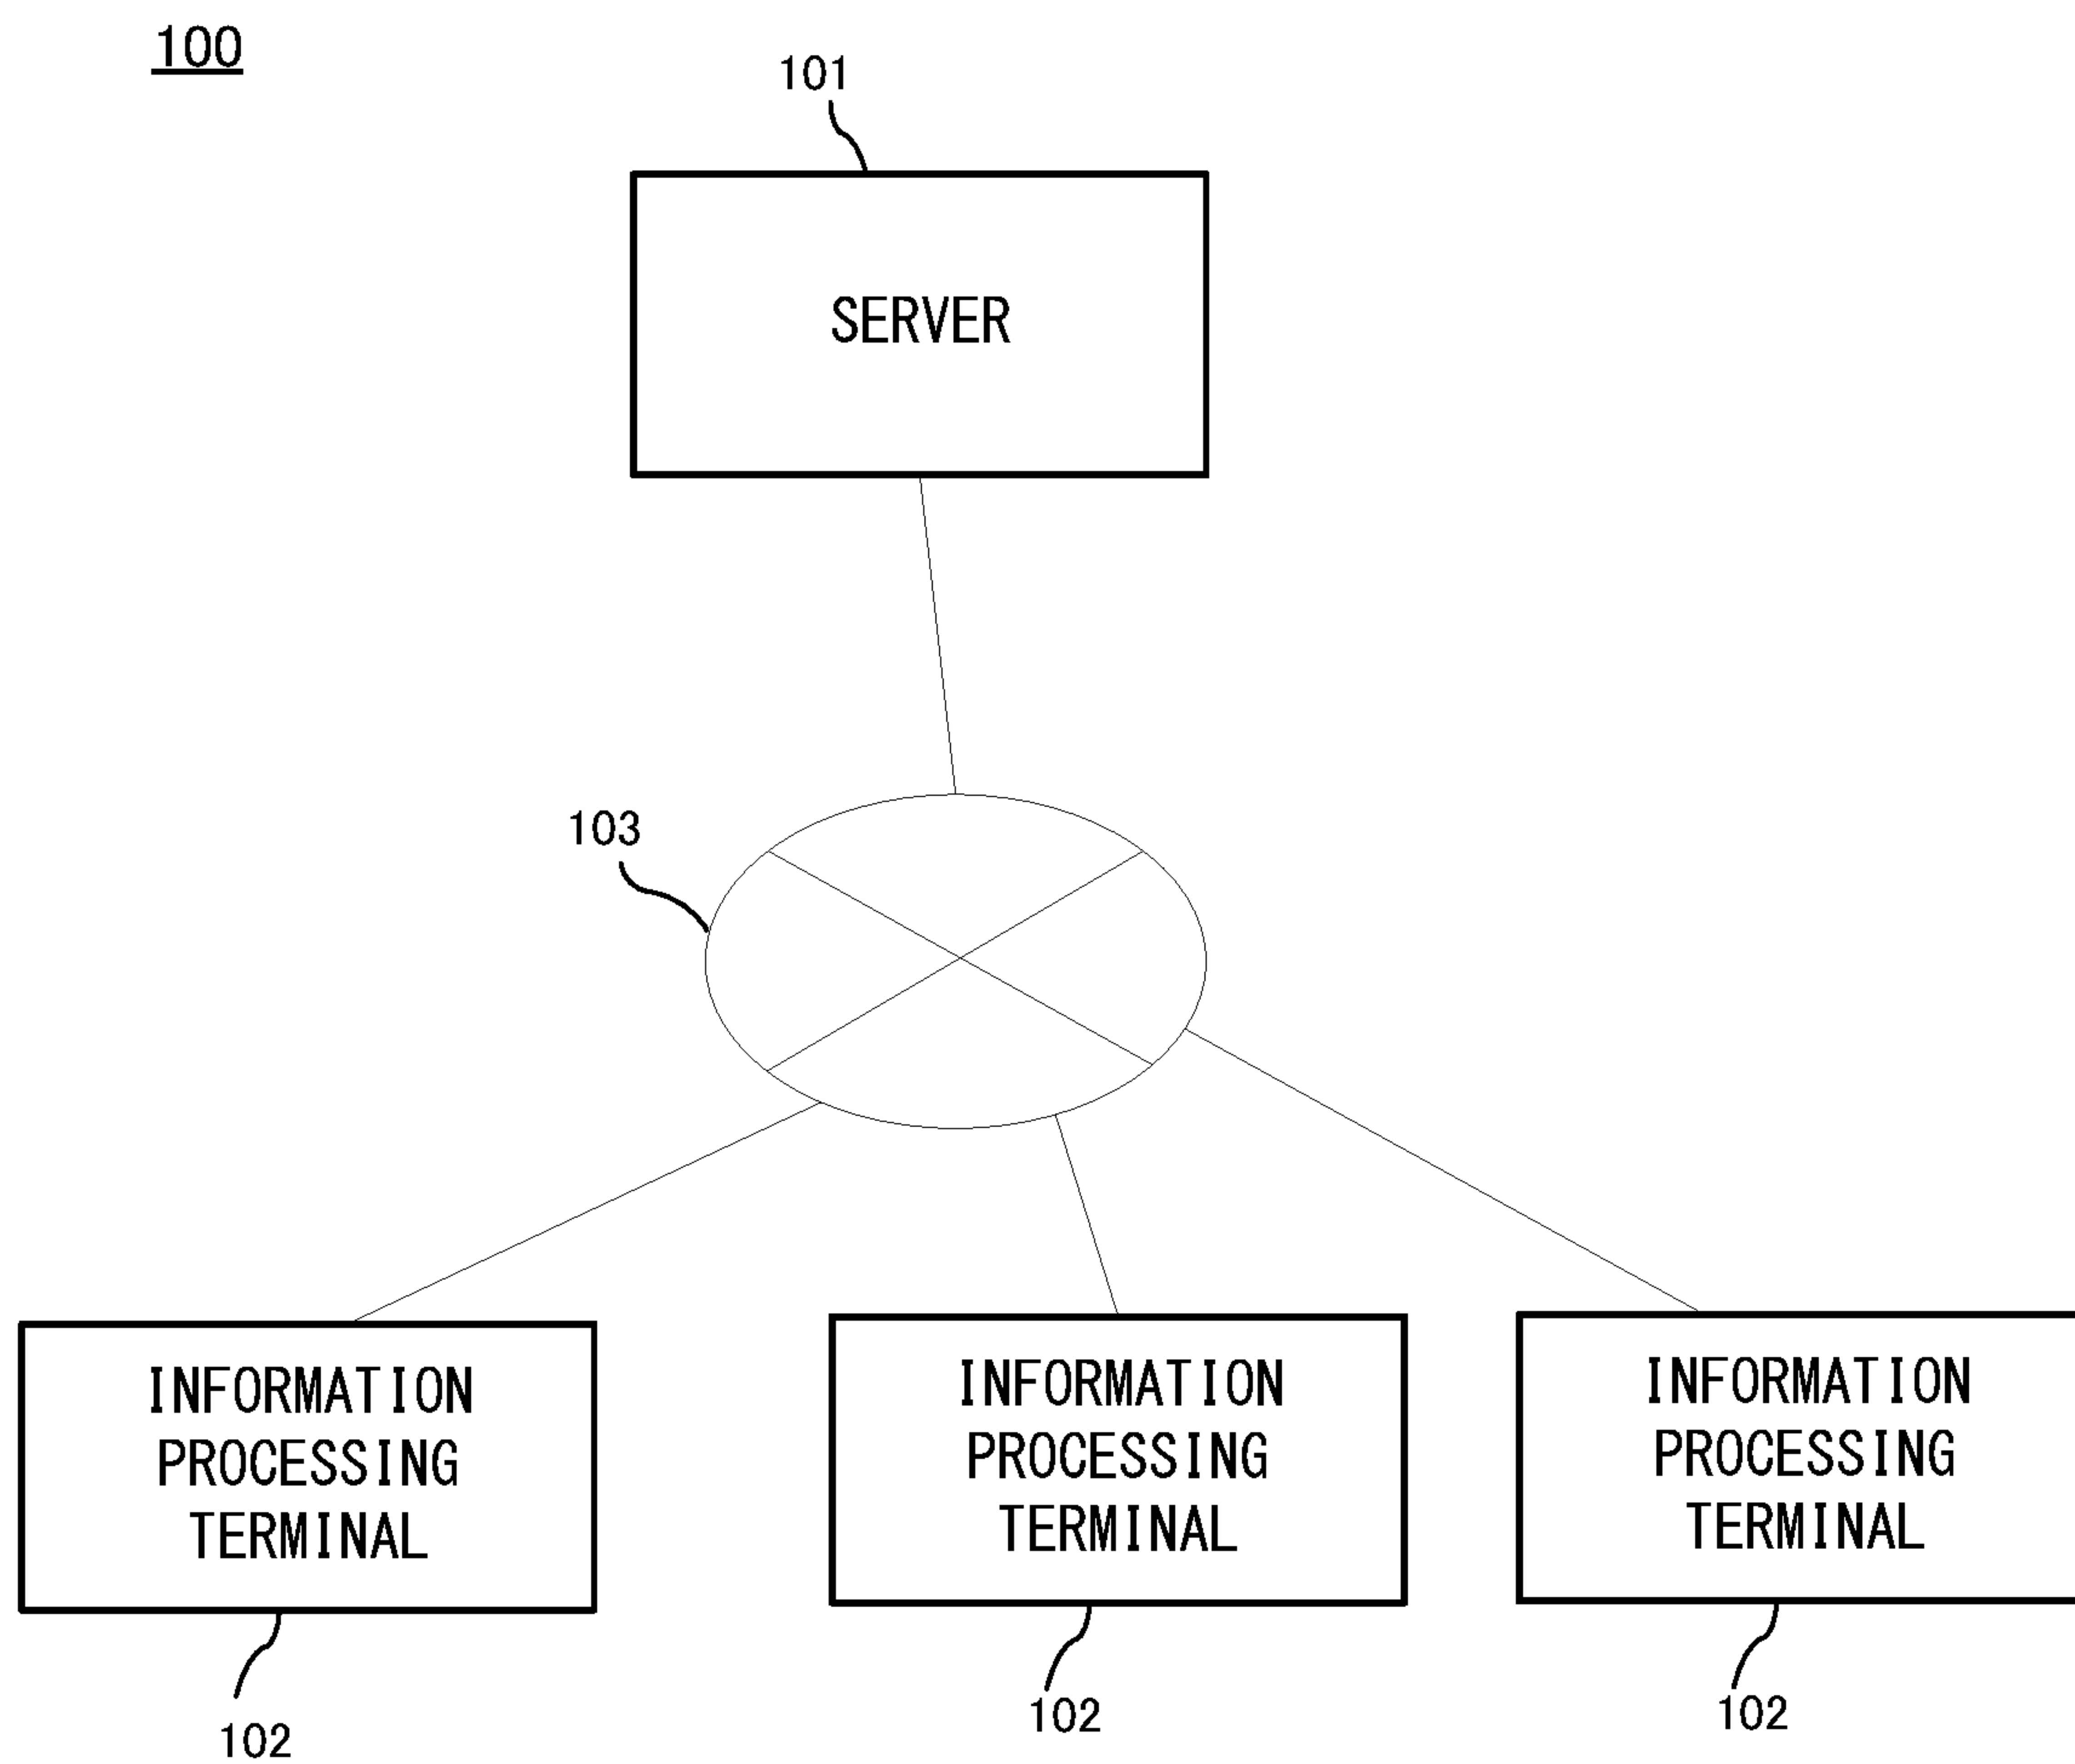 100
101
SERVER
103
INFORMATION
PROCESSING
TERMINAL
INFORMATION
PROCESSING
TERMINAL
INFORMATION
PROCESSING
TERMINAL
102
102
102